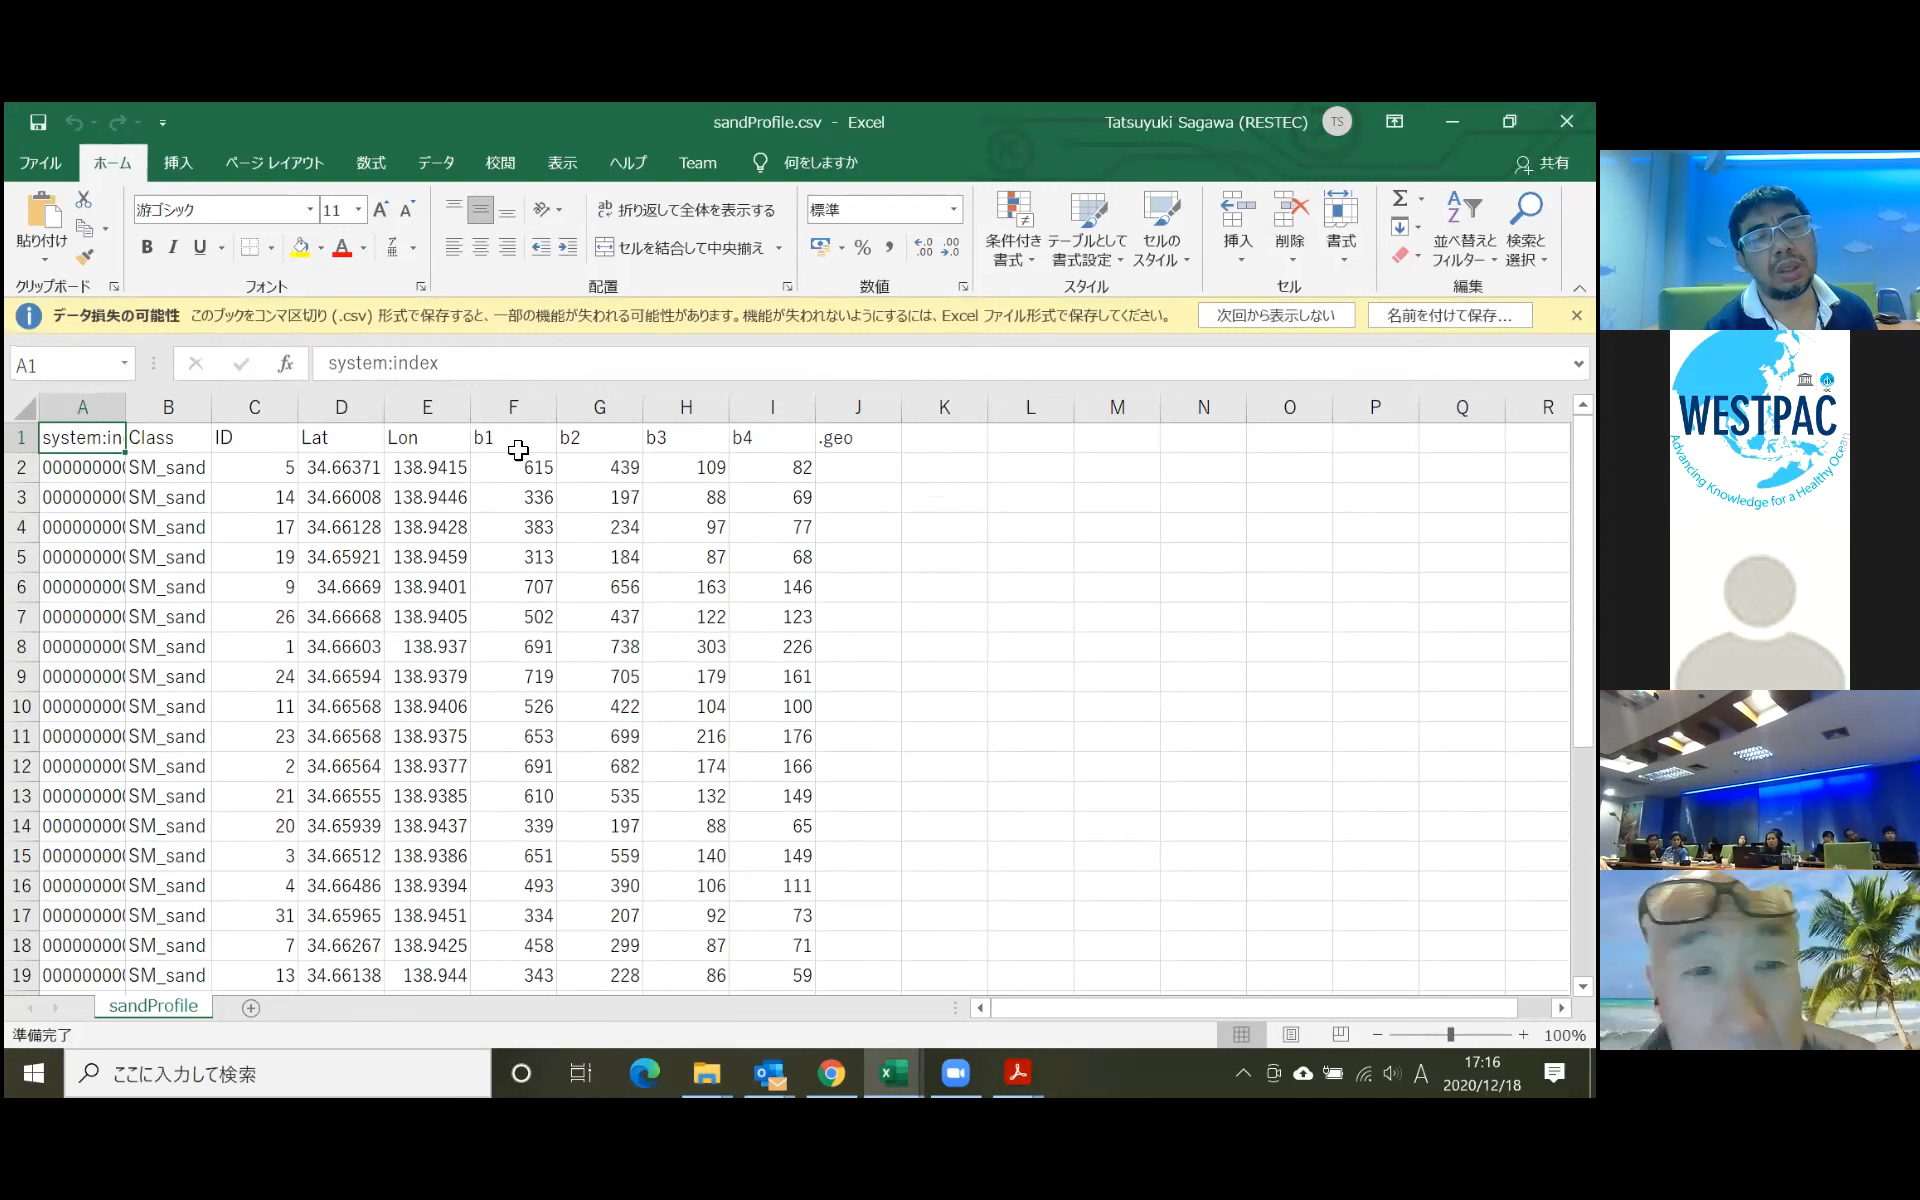 sandProfile.csv - Excel
Tatsuyuki Sagawa (RESTEC) TS
ファイル ホーム 挿入 ページ レイアウト 数式 データ 校閲 表示 ヘルプ Team 何をしますか 共有
貼り付け
游ゴシック 11
B I U A
折り返して全体を表示する
セルを結合して中央揃え
標準
%
条件付き書式
テーブルとして書式設定
セルのスタイル
挿入 削除 書式
並べ替えとフィルター
検索と選択
クリップボード フォント 配置 数値 スタイル セル 編集
データ損失の可能性 このブックをコンマ区切り (.csv) 形式で保存すると、一部の機能が失われる可能性があります。機能が失われないようにするには、Excel ファイル形式で保存してください。 次回から表示しない 名前を付けて保存...
A1 fx system:index
A B C D E F G H I J K L M N O P Q R
1 system:in Class ID Lat Lon b1 b2 b3 b4 .geo
2 000000000 SM_sand 5 34.66371 138.9415 615 439 109 82
3 000000000 SM_sand 14 34.66008 138.9446 336 197 88 69
4 000000000 SM_sand 17 34.66128 138.9428 383 234 97 77
5 000000000 SM_sand 19 34.65921 138.9459 313 184 87 68
6 000000000 SM_sand 9 34.6669 138.9401 707 656 163 146
7 000000000 SM_sand 26 34.66668 138.9405 502 437 122 123
8 000000000 SM_sand 1 34.66603 138.937 691 738 303 226
9 000000000 SM_sand 24 34.66594 138.9379 719 705 179 161
10 000000000 SM_sand 11 34.66568 138.9406 526 422 104 100
11 000000000 SM_sand 23 34.66568 138.9375 653 699 216 176
12 000000000 SM_sand 2 34.66564 138.9377 691 682 174 166
13 000000000 SM_sand 21 34.66555 138.9385 610 535 132 149
14 000000000 SM_sand 20 34.65939 138.9437 339 197 88 65
15 000000000 SM_sand 3 34.66512 138.9386 651 559 140 149
16 000000000 SM_sand 4 34.66486 138.9394 493 390 106 111
17 000000000 SM_sand 31 34.65965 138.9451 334 207 92 73
18 000000000 SM_sand 7 34.66267 138.9425 458 299 87 71
19 000000000 SM_sand 13 34.66138 138.944 343 228 86 59
sandProfile
準備完了
100%
ここに入力して検索
A
17:16
2020/12/18
WESTPAC
Advancing Knowledge for a Healthy Ocean